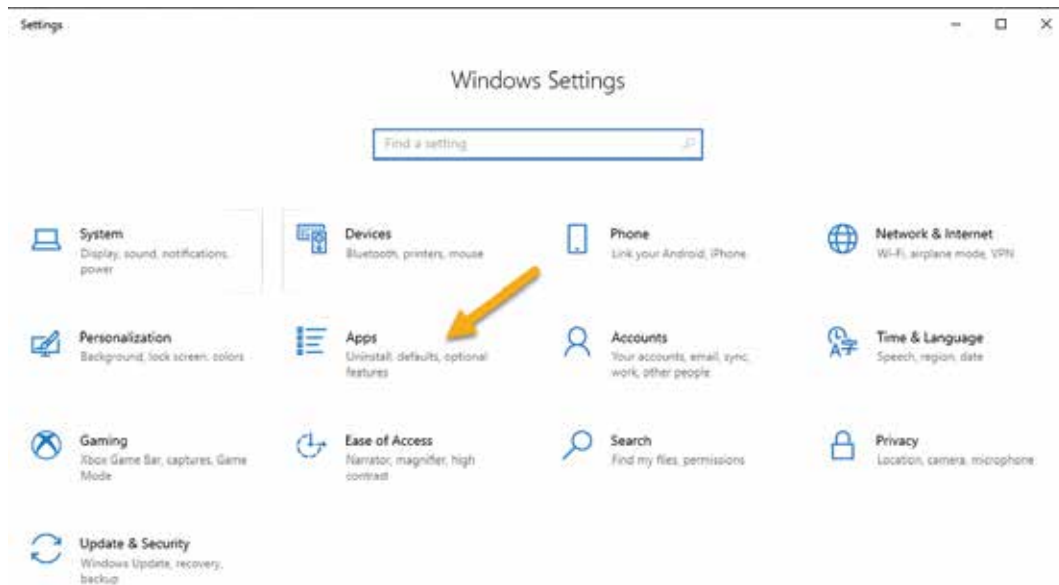 Settings
Windows Settings
Find a setting
System
Display, sound, notifications,
power
Devices
Bluetooth, printers, mouse
Phone
Link your Android, iPhone
Network & Internet
Wi-Fi, airplane mode, VPN
Personalization
Background, lock screen, colors
Apps
Uninstall, defaults, optional
features
Accounts
Your accounts, email, sync,
work, other people
Time & Language
Speech, region, date
Gaming
Xbox Game Bar, captures, Game
Mode
Ease of Access
Narrator, magnifier, high
contrast
Search
Find my files, permissions
Privacy
Location, camera, microphone
Update & Security
Windows Update, recovery,
backup